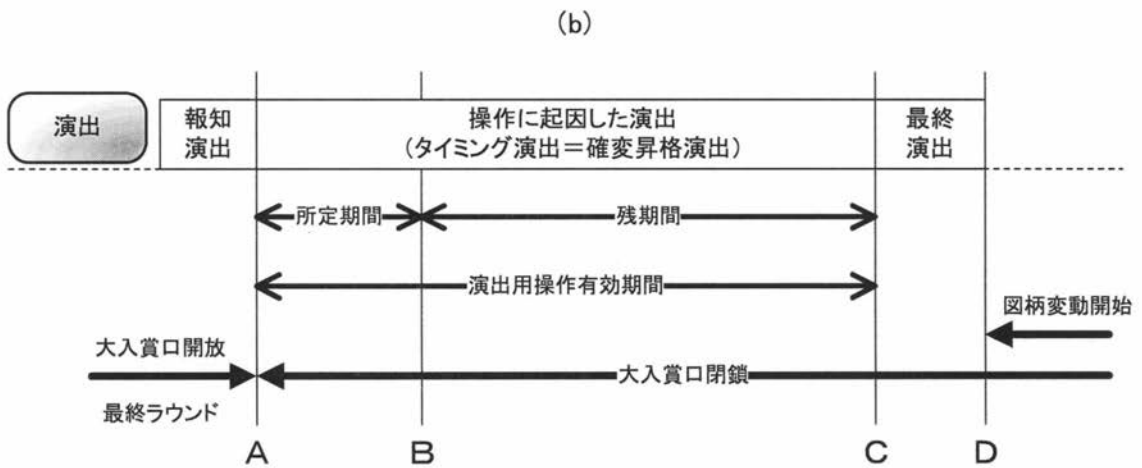 (b)
演出
報知
演出
操作に起因した演出
(タイミング演出=確変昇格演出)
最終
演出
所定期間
残期間
演出用操作有効期間
図柄変動開始
大入賞口開放
大入賞口閉鎖
最終ラウンド
A
B
C
D